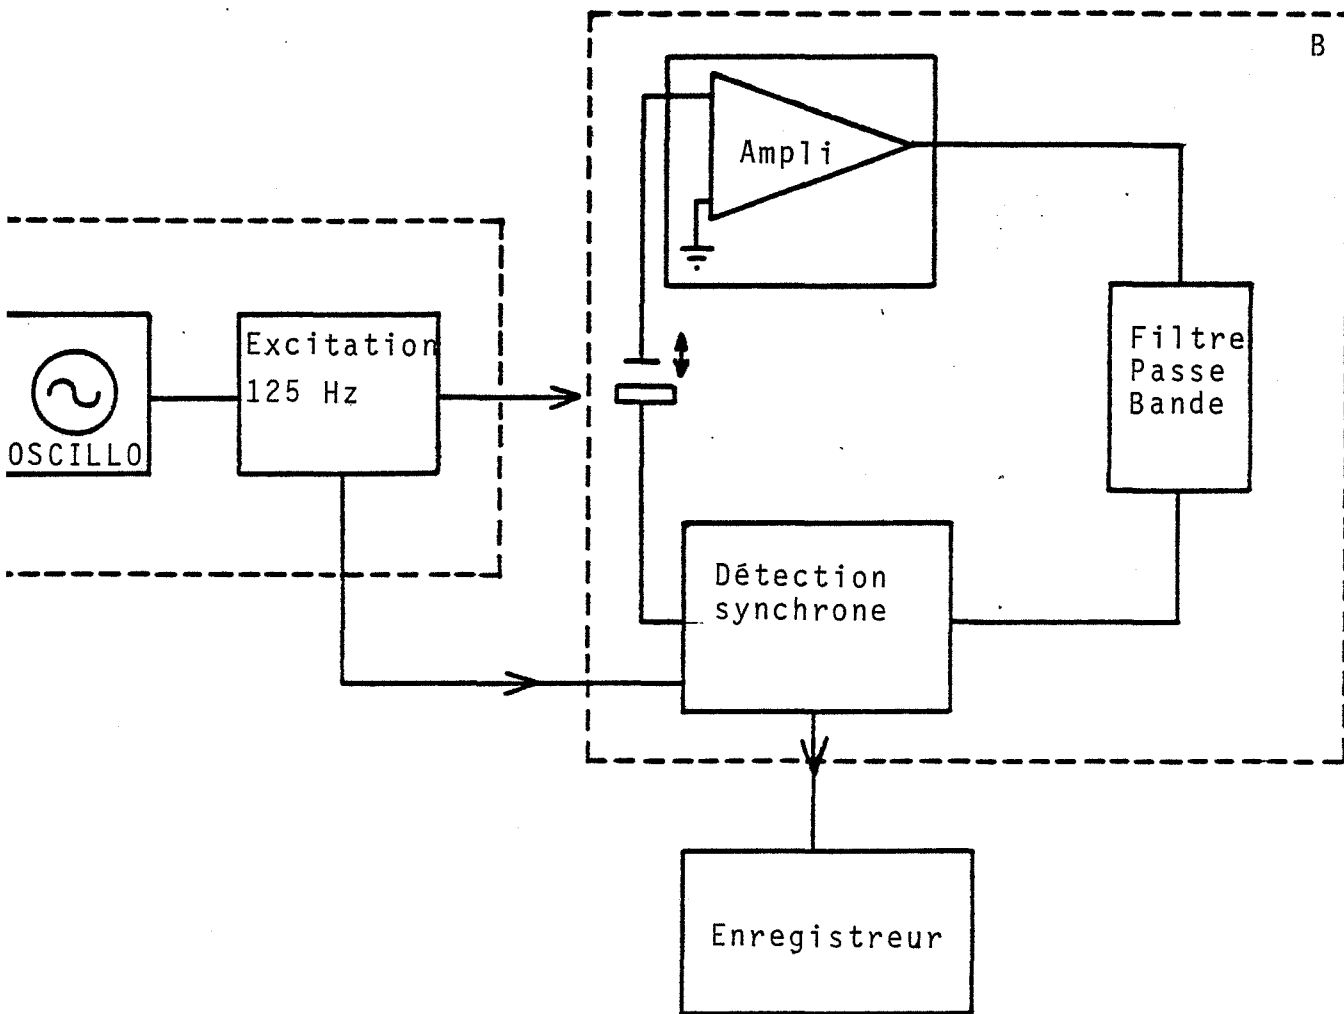 B
Ampli
Excitation
125 Hz
OSCILLO
Filtre
Passe
Bande
Détection
synchrone
Enregistreur